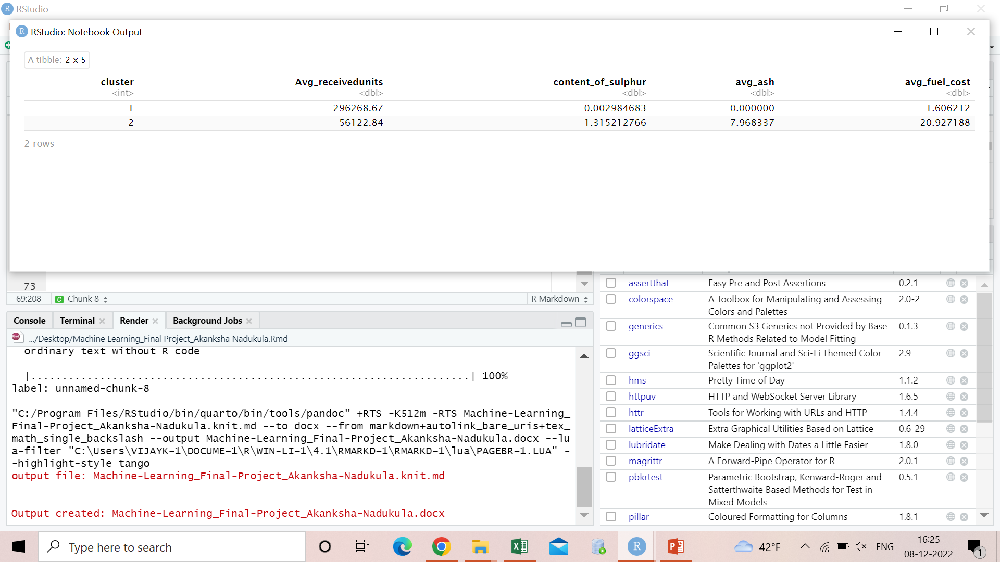 RStudio
RStudio: Notebook Output
A tibble: 2 x 5
cluster Avg_receivedunits content_of_sulphur avg_ash avg_fuel_cost
<int> <dbl> <dbl> <dbl> <dbl>
1 296268.67 0.002984683 0.000000 1.606212
2 56122.84 1.315212766 7.968337 20.927188
2 rows
73
69:208 C Chunk 8 R Markdown
Console Terminal Render Background Jobs
Rmd .../Desktop/Machine Learning_Final Project_Akanksha Nadukula.Rmd
ordinary text without R code
|......................................................................| 100%
label: unnamed-chunk-8
"C:/Program Files/RStudio/bin/quarto/bin/tools/pandoc" +RTS -K512m -RTS Machine-Learning_
Final-Project_Akanksha-Nadukula.knit.md --to docx --from markdown+autolink_bare_uris+tex_
math_single_backslash --output Machine-Learning_Final-Project_Akanksha-Nadukula.docx --lu
a-filter "C:\Users\VIJAYK~1\DOCUME~1\R\WIN-LI~1\4.1\RMARKD~1\RMARKD~1\lua\PAGEBR~1.LUA" -
-highlight-style tango
output file: Machine-Learning_Final-Project_Akanksha-Nadukula.knit.md
Output created: Machine-Learning_Final-Project_Akanksha-Nadukula.docx
assertthat Easy Pre and Post Assertions 0.2.1
colorspace A Toolbox for Manipulating and Assessing 2.0-2
Colors and Palettes
generics Common S3 Generics not Provided by Base 0.1.3
R Methods Related to Model Fitting
ggsci Scientific Journal and Sci-Fi Themed Color 2.9
Palettes for 'ggplot2'
hms Pretty Time of Day 1.1.2
httpuv HTTP and WebSocket Server Library 1.6.5
httr Tools for Working with URLs and HTTP 1.4.4
latticeExtra Extra Graphical Utilities Based on Lattice 0.6-29
lubridate Make Dealing with Dates a Little Easier 1.8.0
magrittr A Forward-Pipe Operator for R 2.0.1
pbkrtest Parametric Bootstrap, Kenward-Roger and 0.5.1
Satterthwaite Based Methods for Test in
Mixed Models
pillar Coloured Formatting for Columns 1.8.1
Type here to search
42°F
ENG
16:25
08-12-2022
1